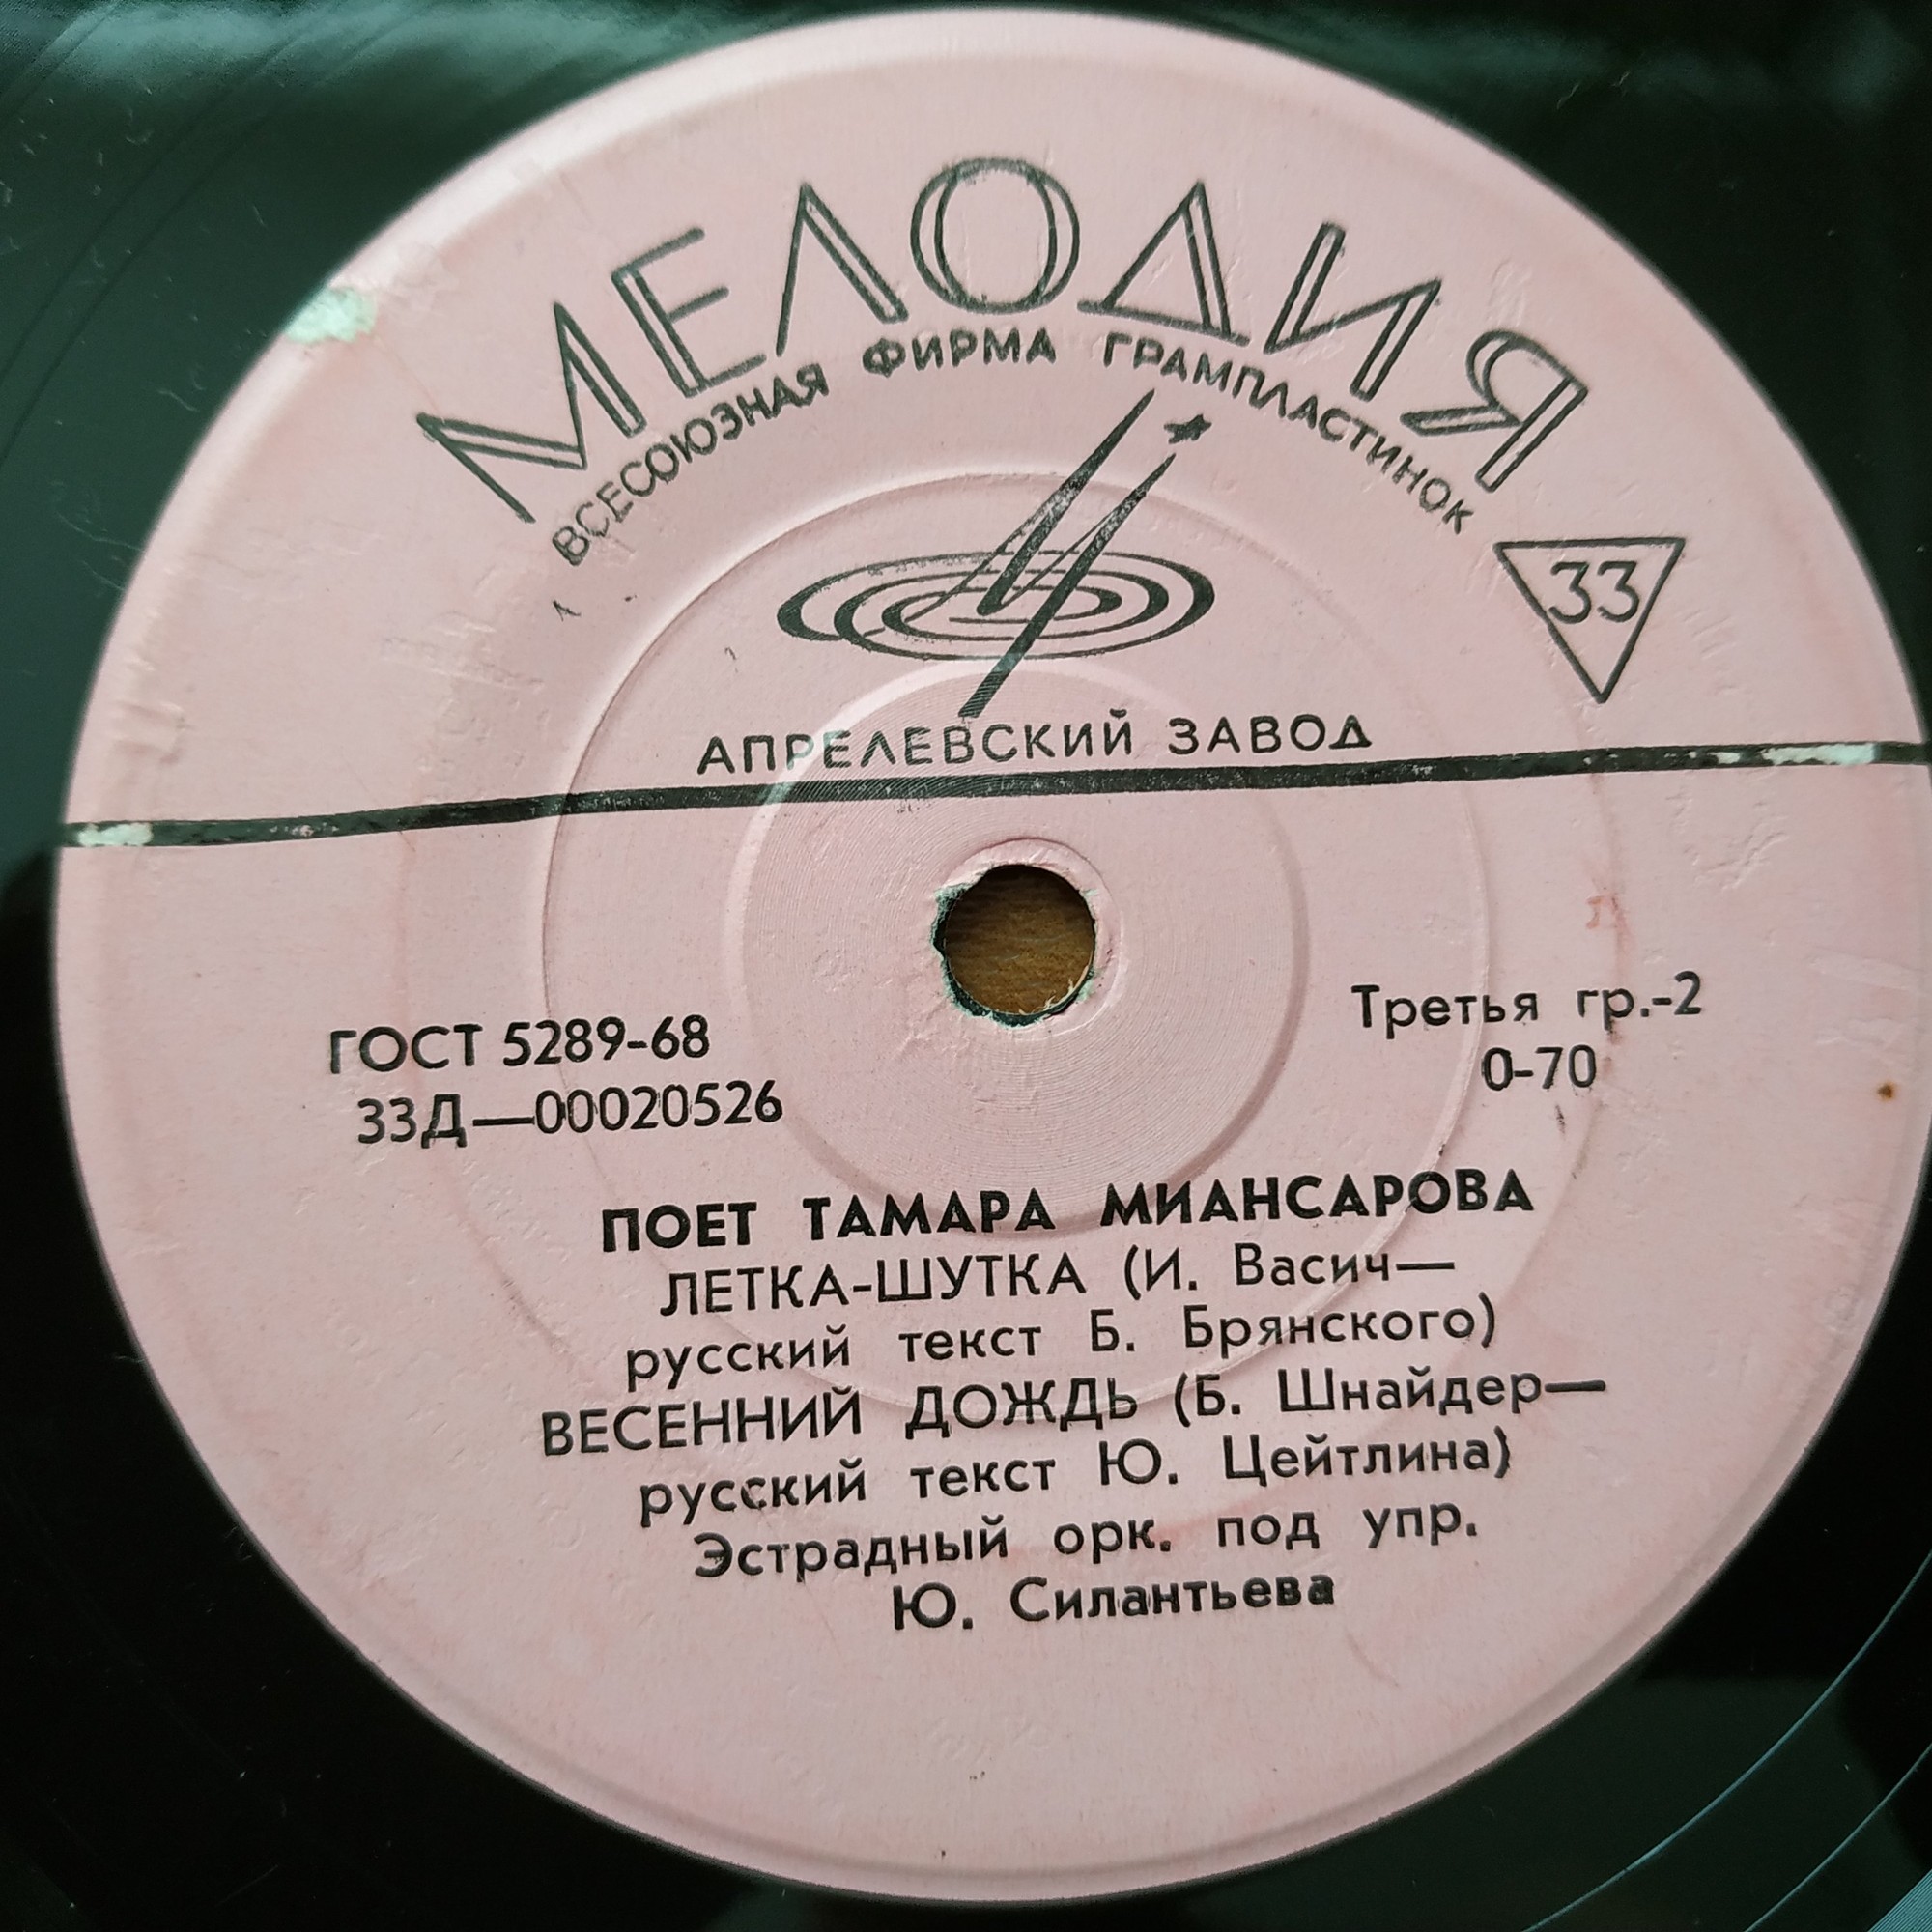 МЕЛОДИЯ
ВСЕСОЮЗНАЯ ФИРМА ГРАМПЛАСТИНОК
33
АПРЕЛЕВСКИЙ ЗАВОД
ГОСТ 5289-68
33Д—00020526
Третья гр.-2
0-70
ПОЕТ ТАМАРА МИАНСАРОВА
ЛЕТКА-ШУТКА (И. Васич—
русский текст Б. Брянского)
ВЕСЕННИЙ ДОЖДЬ (Б. Шнайдер—
русский текст Ю. Цейтлина)
Эстрадный орк. под упр.
Ю. Силантьева